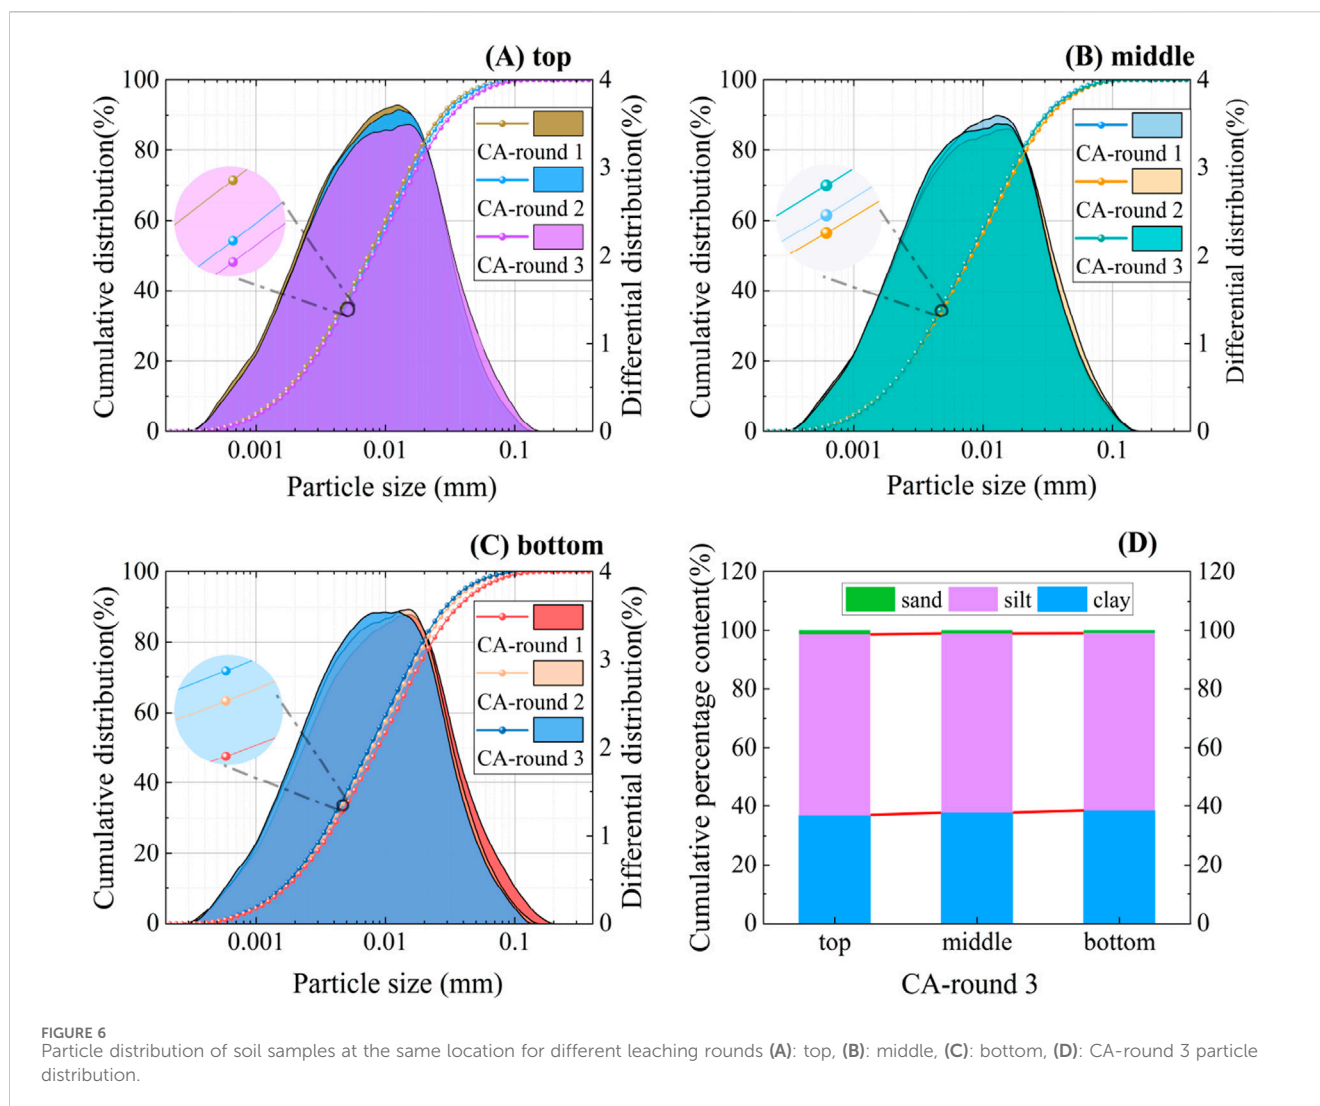 (A) top
Cumulative distribution(%)
100
80
60
40
20
0
0.001
0.01
0.1
Particle size (mm)
4
3
2
1
0
Differential distribution(%)
CA-round 1
CA-round 2
CA-round 3
(B) middle
Cumulative distribution(%)
100
80
60
40
20
0
0.001
0.01
0.1
Particle size (mm)
4
3
2
1
0
Differential distribution(%)
CA-round 1
CA-round 2
CA-round 3
(C) bottom
Cumulative distribution(%)
100
80
60
40
20
0
0.001
0.01
0.1
Particle size (mm)
4
3
2
1
0
Differential distribution(%)
CA-round 1
CA-round 2
CA-round 3
(D)
Cumulative percentage content(%)
120
100
80
60
40
20
0
sand silt clay
top middle bottom
CA-round 3
120
100
80
60
40
20
0
FIGURE 6
Particle distribution of soil samples at the same location for different leaching rounds (A): top, (B): middle, (C): bottom, (D): CA-round 3 particle
distribution.